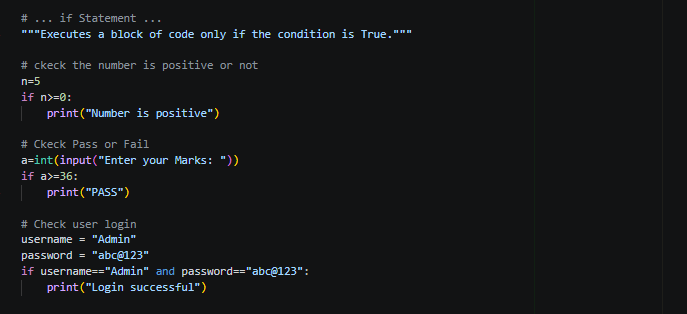 # ... if Statement ...
"""Executes a block of code only if the condition is True."""
# ckeck the number is positive or not
n=5
if n>=0:
    print("Number is positive")
# Ckeck Pass or Fail
a=int(input("Enter your Marks: "))
if a>=36:
    print("PASS")
# Check user login
username = "Admin"
password = "abc@123"
if username=="Admin" and password=="abc@123":
    print("Login successful")